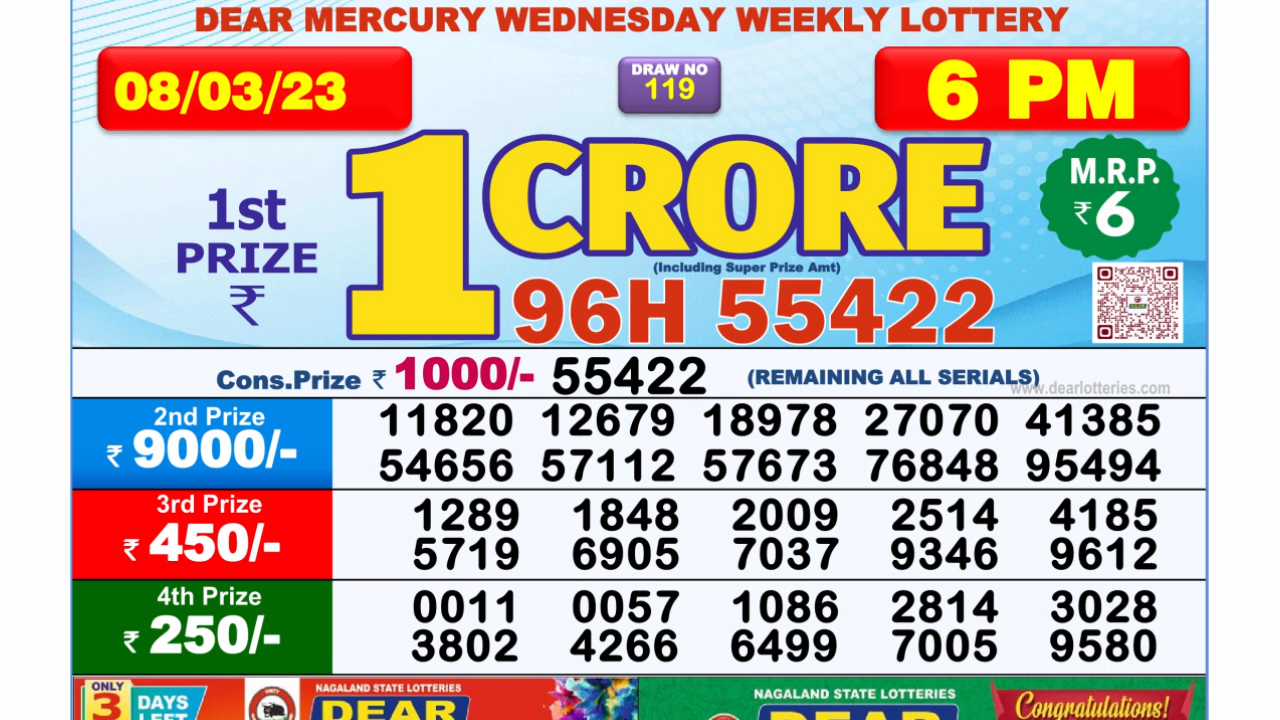 DEAR MERCURY WEDNESDAY WEEKLY LOTTERY
08/03/23
DRAW NO
119
6 PM
1st
PRIZE
₹
1 CRORE
(Including Super Prize Amt)
96H 55422
M.R.P.
₹6
Cons.Prize ₹ 1000/- 55422 (REMAINING ALL SERIALS)
www.dearlotteries.com
2nd Prize
₹ 9000/-
11820 12679 18978 27070 41385
54656 57112 57673 76848 95494
3rd Prize
₹ 450/-
1289 1848 2009 2514 4185
5719 6905 7037 9346 9612
4th Prize
₹ 250/-
0011 0057 1086 2814 3028
3802 4266 6499 7005 9580
ONLY
3 DAYS
LEFT
NAGALAND STATE LOTTERIES
DEAR
NAGALAND STATE LOTTERIES
DEAR
Congratulations!